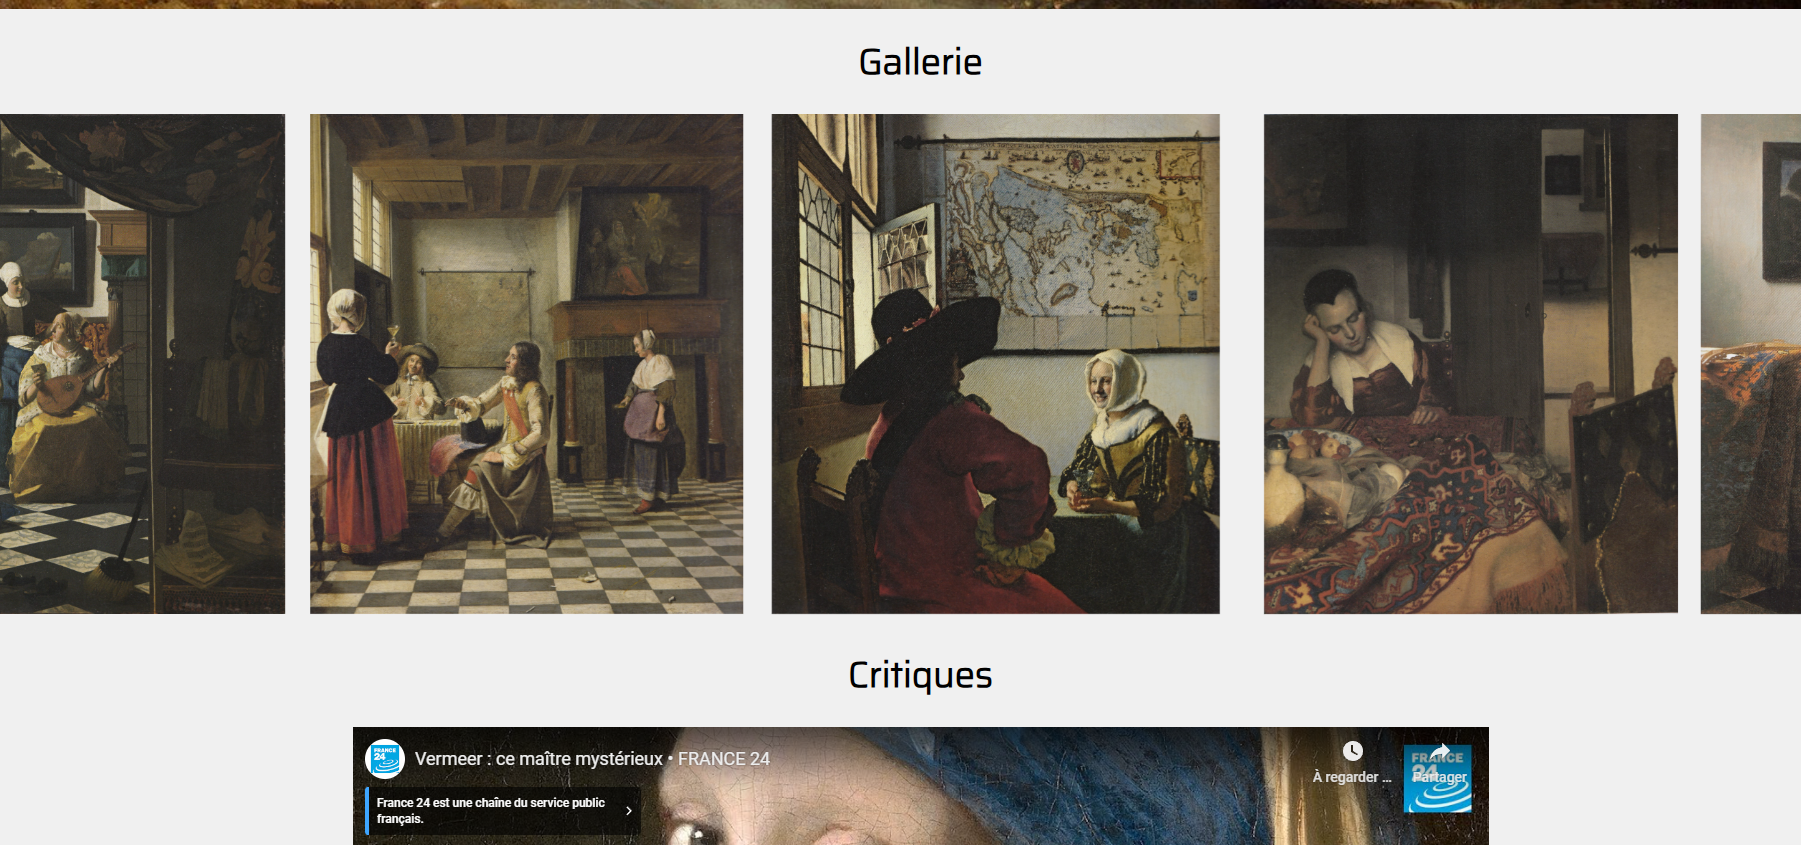 Gallerie
Critiques
FRANCE
24
Vermeer : ce maître mystérieux • FRANCE 24
À regarder ...
Partager
FRANCE
24
France 24 est une chaîne du service public
français.